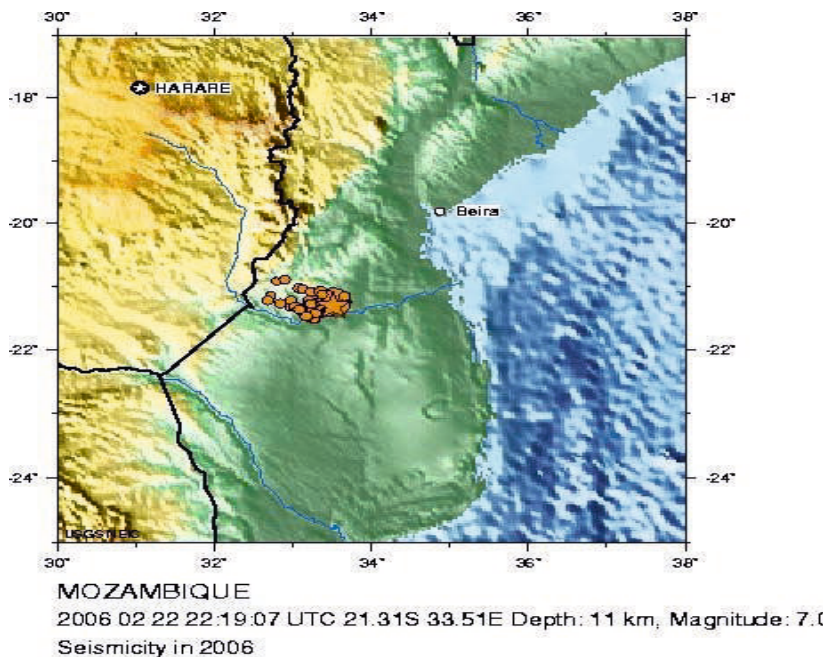 30° 32° 34° 36° 38°
-18° HARARE -18°
-20° Beira -20°
-22° -22°
-24° -24°
USGS NEIC
30° 32° 34° 36° 38°
MOZAMBIQUE
2006 02 22 22:19:07 UTC 21.31S 33.51E Depth: 11 km, Magnitude: 7.0
Seismicity in 2006